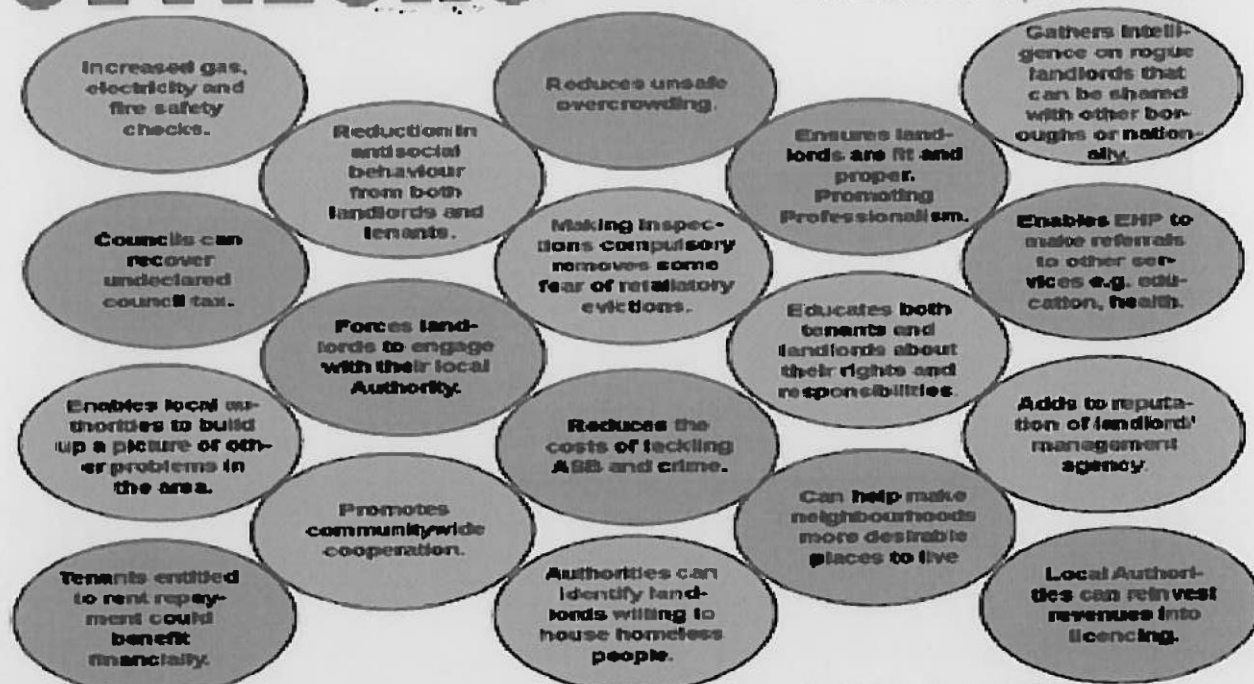 Increased gas,
electricity and
fire safety
checks.
Reduces unsafe
overcrowding.
Gathers Intelli-
gence on rogue
landlords that
can be shared
with other bor-
oughs or nation-
ally.
Reduction in
antisocial
behaviour
from both
landlords and
tenants.
Ensures land-
lords are fit and
proper.
Promoting
Professionalism.
Councils can
recover
undeclared
council tax.
Making Inspec-
tions compulsory
removes some
fear of retaliatory
evictions.
Enables EHP to
make referrals
to other ser-
vices e.g. edu-
cation, health.
Forces land-
lords to engage
with their local
Authority.
Educates both
tenants and
landlords about
their rights and
responsibilities.
Enables local au-
thorities to build
up a picture of oth-
er problems in
the area.
Reduces the
costs of tackling
ASB and crime.
Adds to reputa-
tion of landlord/
management
agency.
Promotes
communitywide
cooperation.
Can help make
neighbourhoods
more desirable
places to live
Tenants entitled
to rent repay-
ment could
benefit
financially.
Authorities can
identify land-
lords willing to
house homeless
people.
Local Authori-
ties can reinvest
revenues into
licencing.